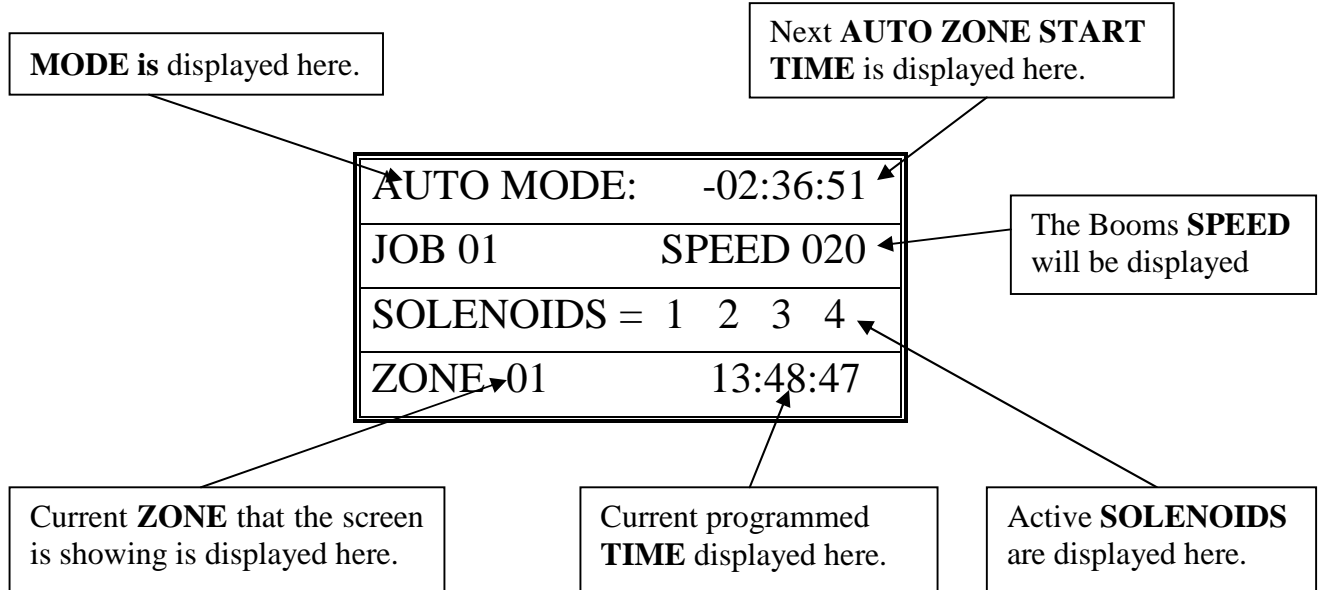 MODE is displayed here.
Next AUTO ZONE START
TIME is displayed here.
AUTO MODE: -02:36:51
JOB 01 SPEED 020
SOLENOIDS = 1 2 3 4
ZONE 01 13:48:47
The Booms SPEED
will be displayed
Current ZONE that the screen
is showing is displayed here.
Current programmed
TIME displayed here.
Active SOLENOIDS
are displayed here.